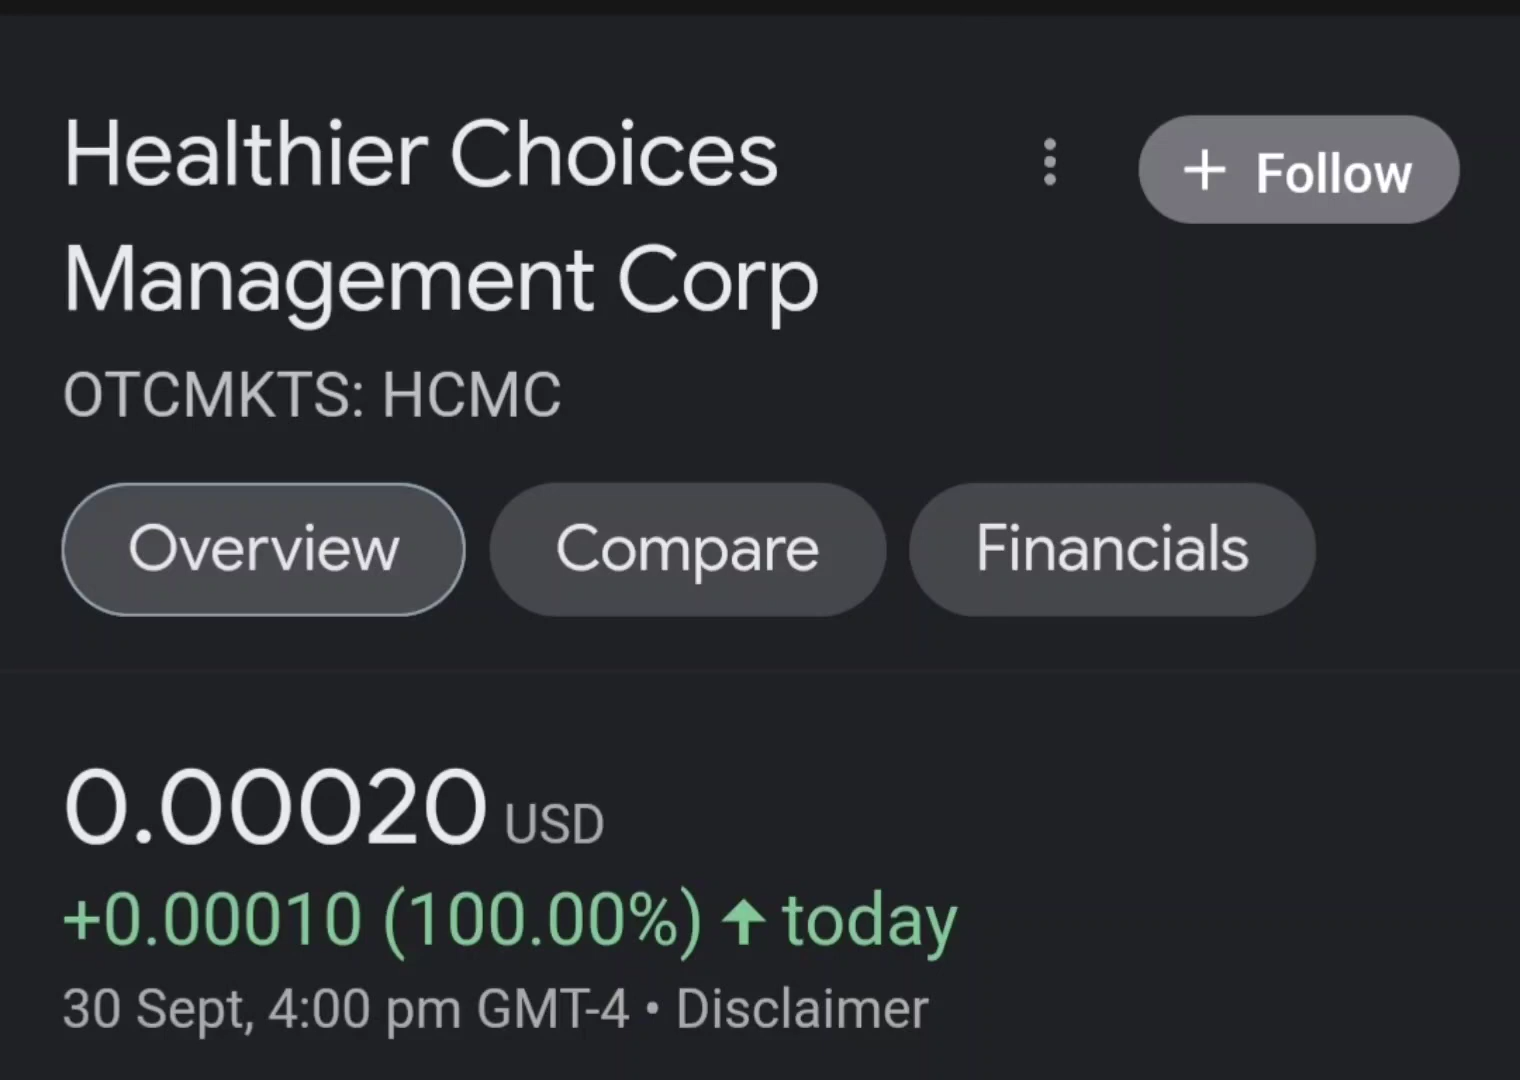 Healthier Choices
Management Corp
+ Follow
OTCMKTS: HCMC
Overview
Compare
Financials
0.00020 USD
+0.00010 (100.00%) ↑ today
30 Sept, 4:00 pm GMT-4 • Disclaimer